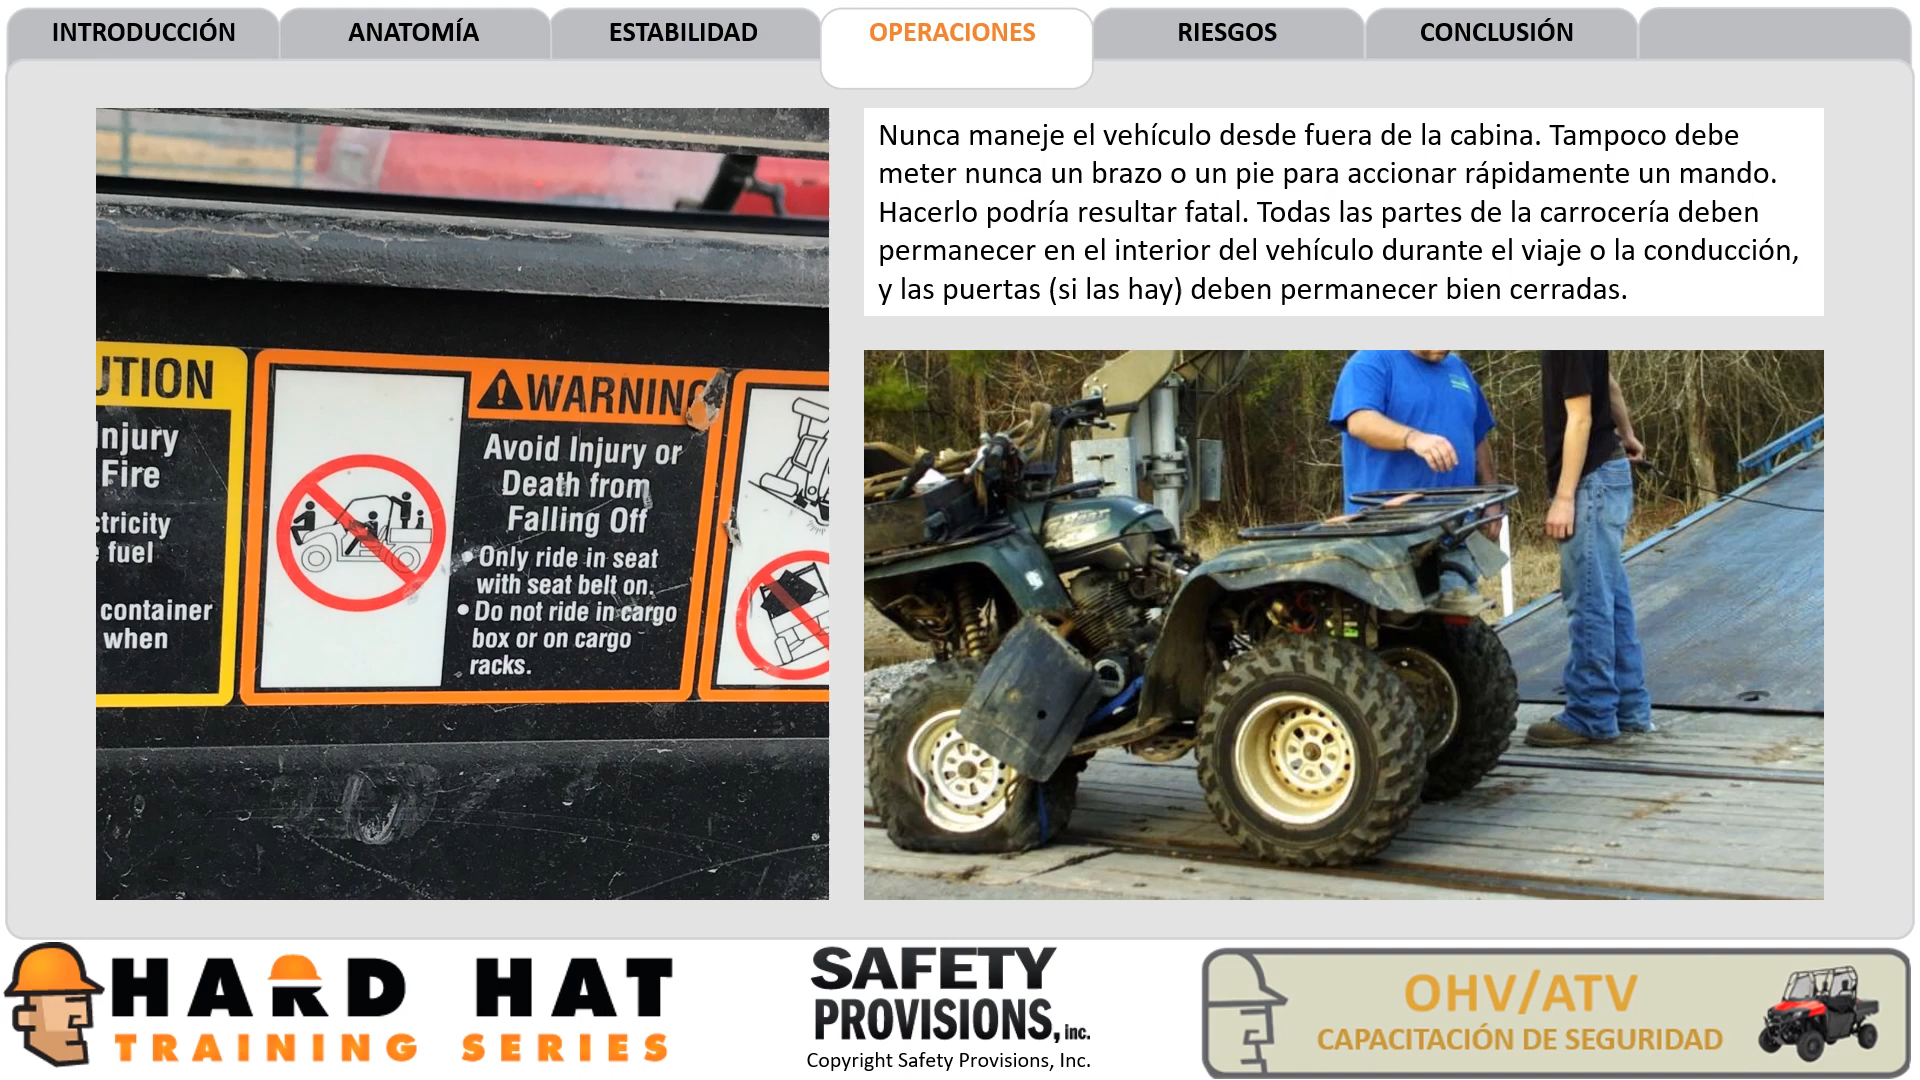 INTRODUCCIÓN
ANATOMÍA
ESTABILIDAD
OPERACIONES
RIESGOS
CONCLUSIÓN
Nunca maneje el vehículo desde fuera de la cabina. Tampoco debe
meter nunca un brazo o un pie para accionar rápidamente un mando.
Hacerlo podría resultar fatal. Todas las partes de la carrocería deben
permanecer en el interior del vehículo durante el viaje o la conducción,
y las puertas (si las hay) deben permanecer bien cerradas.
UTION
Injury
Fire
ctricity
fuel
container
when
WARNING
Avoid Injury or
Death from
Falling Off
• Only ride in seat
with seat belt on.
• Do not ride in cargo
box or on cargo
racks.
HARD HAT
TRAINING SERIES
SAFETY
PROVISIONS, inc.
Copyright Safety Provisions, Inc.
OHV/ATV
CAPACITACIÓN DE SEGURIDAD